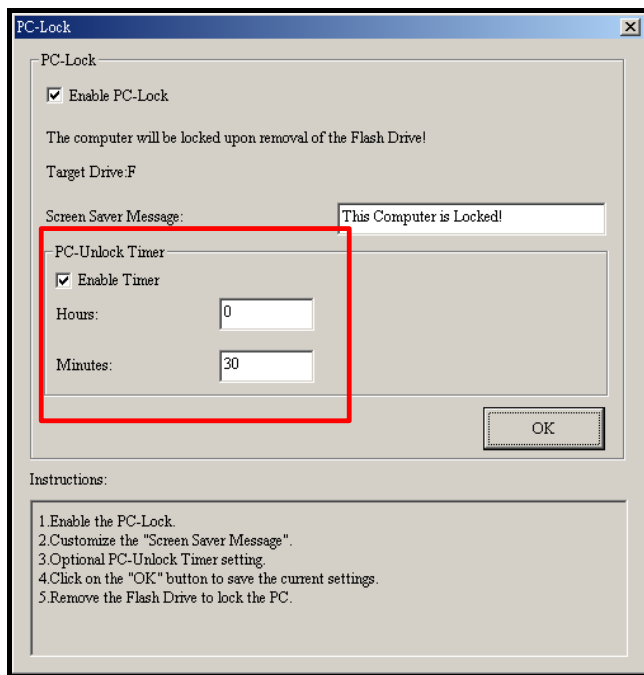 PC-Lock
PC-Lock
Enable PC-Lock
The computer will be locked upon removal of the Flash Drive!
Target Drive:F
Screen Saver Message: This Computer is Locked!
PC-Unlock Timer
Enable Timer
Hours: 0
Minutes: 30
OK
Instructions:
1.Enable the PC-Lock.
2.Customize the "Screen Saver Message".
3.Optional PC-Unlock Timer setting.
4.Click on the "OK" button to save the current settings.
5.Remove the Flash Drive to lock the PC.